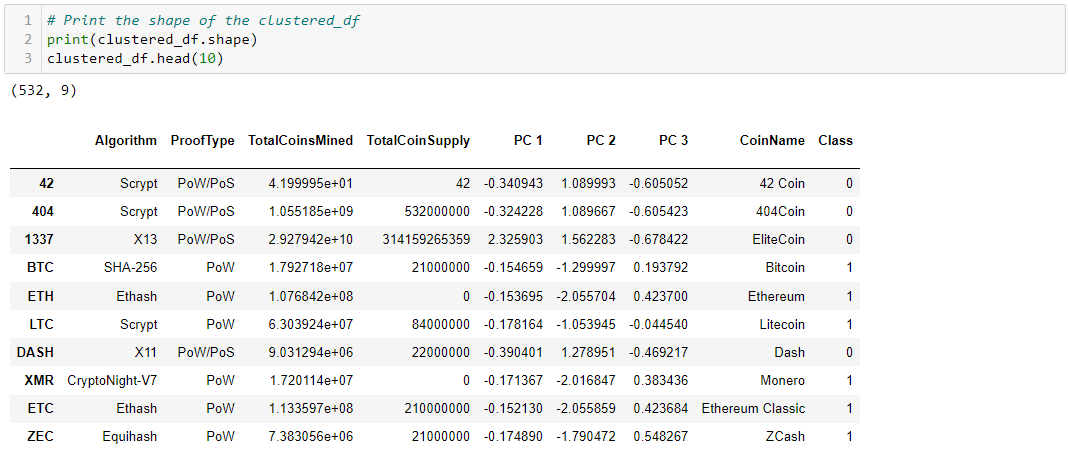 1 # Print the shape of the clustered_df
2 print(clustered_df.shape)
3 clustered_df.head(10)
(532, 9)
Algorithm ProofType TotalCoinsMined TotalCoinSupply PC 1 PC 2 PC 3 CoinName Class
42 Scrypt PoW/PoS 4.199995e+01 42 -0.340943 1.089993 -0.605052 42 Coin 0
404 Scrypt PoW/PoS 1.055185e+09 532000000 -0.324228 1.089667 -0.605423 404Coin 0
1337 X13 PoW/PoS 2.927942e+10 314159265359 2.325903 1.562283 -0.678422 EliteCoin 0
BTC SHA-256 PoW 1.792718e+07 21000000 -0.154659 -1.299997 0.193792 Bitcoin 1
ETH Ethash PoW 1.076842e+08 0 -0.153695 -2.055704 0.423700 Ethereum 1
LTC Scrypt PoW 6.303924e+07 84000000 -0.178164 -1.053945 -0.044540 Litecoin 1
DASH X11 PoW/PoS 9.031294e+06 22000000 -0.390401 1.278951 -0.469217 Dash 0
XMR CryptoNight-V7 PoW 1.720114e+07 0 -0.171367 -2.016847 0.383436 Monero 1
ETC Ethash PoW 1.133597e+08 210000000 -0.152130 -2.055859 0.423684 Ethereum Classic 1
ZEC Equihash PoW 7.383056e+06 21000000 -0.174890 -1.790472 0.548267 ZCash 1